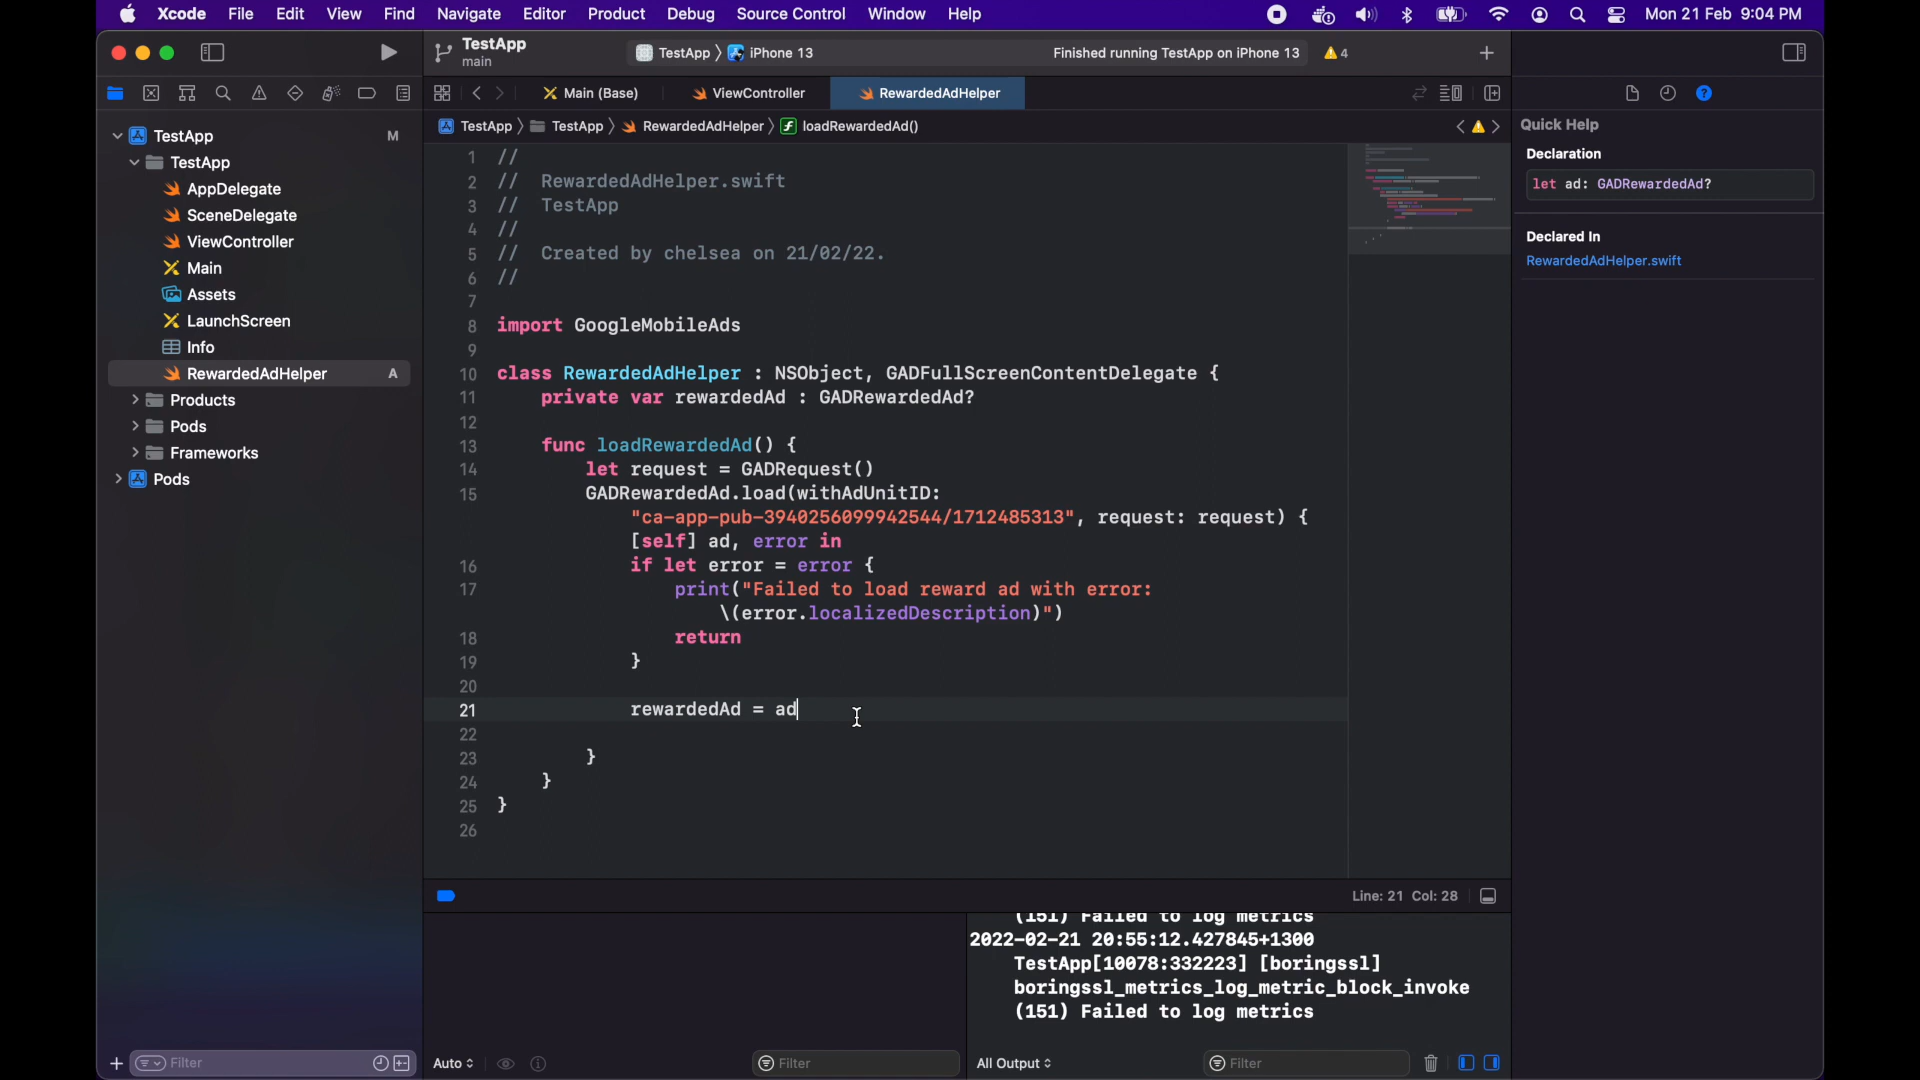 Xcode File Edit View Find Navigate Editor Product Debug Source Control Window Help Mon 21 Feb 9:04 PM
TestApp
main
TestApp iPhone 13 Finished running TestApp on iPhone 13 4
Main (Base) ViewController RewardedAdHelper
TestApp TestApp RewardedAdHelper loadRewardedAd()
TestApp M
TestApp
AppDelegate
SceneDelegate
ViewController
Main
Assets
LaunchScreen
Info
RewardedAdHelper A
Products
Pods
Frameworks
Pods
Filter
1 //
2 // RewardedAdHelper.swift
3 // TestApp
4 //
5 // Created by chelsea on 21/02/22.
6 //
7
8 import GoogleMobileAds
9
10 class RewardedAdHelper : NSObject, GADFullScreenContentDelegate {
11 private var rewardedAd : GADRewardedAd?
12
13 func loadRewardedAd() {
14 let request = GADRequest()
15 GADRewardedAd.load(withAdUnitID:
"ca-app-pub-3940256099942544/1712485313", request: request) {
[self] ad, error in
16 if let error = error {
17 print("Failed to load reward ad with error:
\(error.localizedDescription)")
18 return
19 }
20
21 rewardedAd = ad
22
23 }
24 }
25 }
26
Line: 21 Col: 28
(151) Failed to log metrics
2022-02-21 20:55:12.427845+1300
TestApp[10078:332223] [boringssl]
boringssl_metrics_log_metric_block_invoke
(151) Failed to log metrics
Auto Filter All Output Filter
Quick Help
Declaration
let ad: GADRewardedAd?
Declared In
RewardedAdHelper.swift